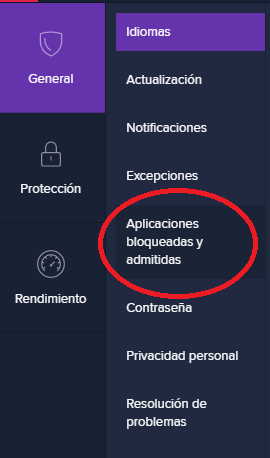 General
Protección
Rendimiento
Idiomas
Actualización
Notificaciones
Excepciones
Aplicaciones
bloqueadas y
admitidas
Contraseña
Privacidad personal
Resolución de
problemas